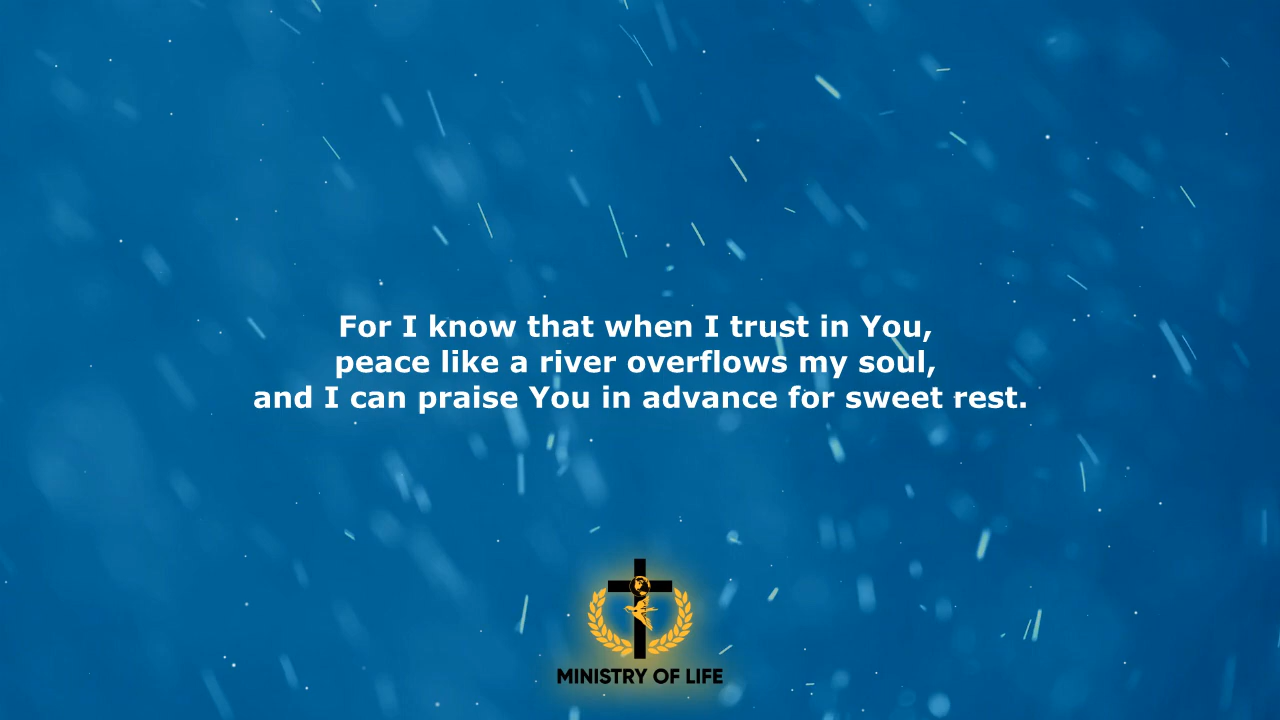 For I know that when I trust in You,
peace like a river overflows my soul,
and I can praise You in advance for sweet rest.
MINISTRY OF LIFE